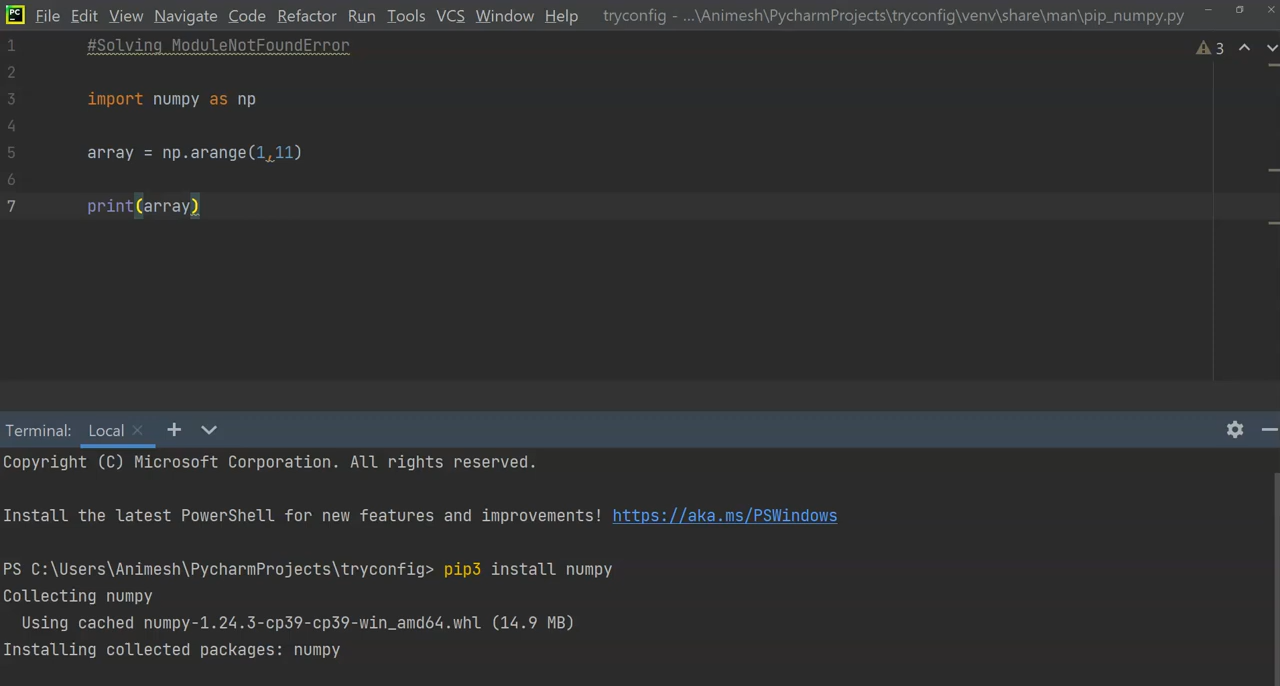 PC File Edit View Navigate Code Refactor Run Tools VCS Window Help tryconfig - ...\Animesh\PycharmProjects\tryconfig\venv\share\man\pip_numpy.py
1 #Solving ModuleNotFoundError
3
2
3 import numpy as np
4
5 array = np.arange(1,11)
6
7 print(array)
Terminal: Local
Copyright (C) Microsoft Corporation. All rights reserved.
Install the latest PowerShell for new features and improvements! https://aka.ms/PSWindows
PS C:\Users\Animesh\PycharmProjects\tryconfig> pip3 install numpy
Collecting numpy
Using cached numpy-1.24.3-cp39-cp39-win_amd64.whl (14.9 MB)
Installing collected packages: numpy